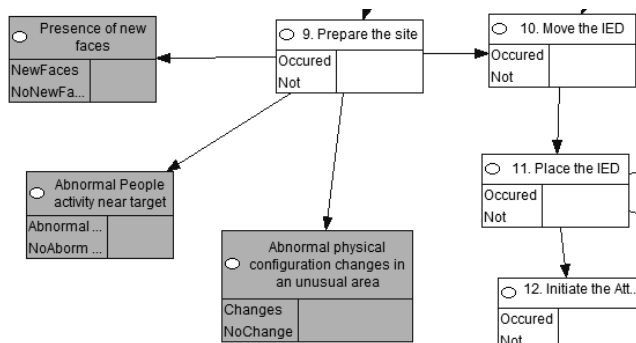 Presence of new
faces
NewFaces
NoNewFa...
9. Prepare the site
Occured
Not
10. Move the IED
Occured
Not
Abnormal People
activity near target
Abnormal ...
NoAborm ...
11. Place the IED
Occured
Not
Abnormal physical
configuration changes in
an unusual area
Changes
NoChange
12. Initiate the Att..
Occured
Not